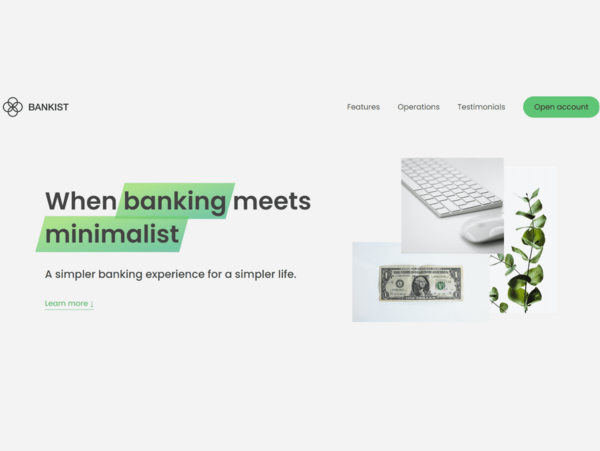 BANKIST
Features
Operations
Testimonials
Open account
When banking meets
minimalist
A simpler banking experience for a simpler life.
Learn more ↓